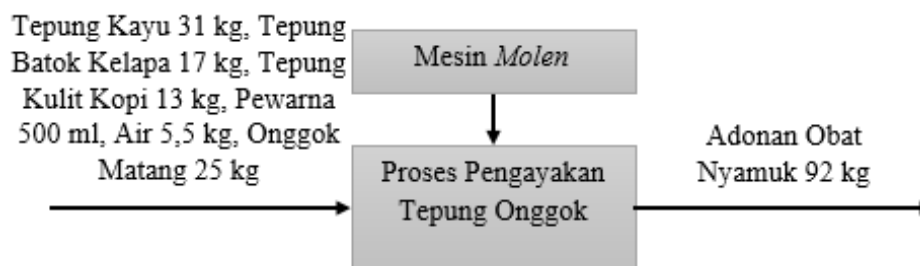 Tepung Kayu 31 kg, Tepung
Batok Kelapa 17 kg, Tepung
Kulit Kopi 13 kg, Pewarna
500 ml, Air 5,5 kg, Onggok
Matang 25 kg
Mesin Molen
Proses Pengayakan
Tepung Onggok
Adonan Obat
Nyamuk 92 kg